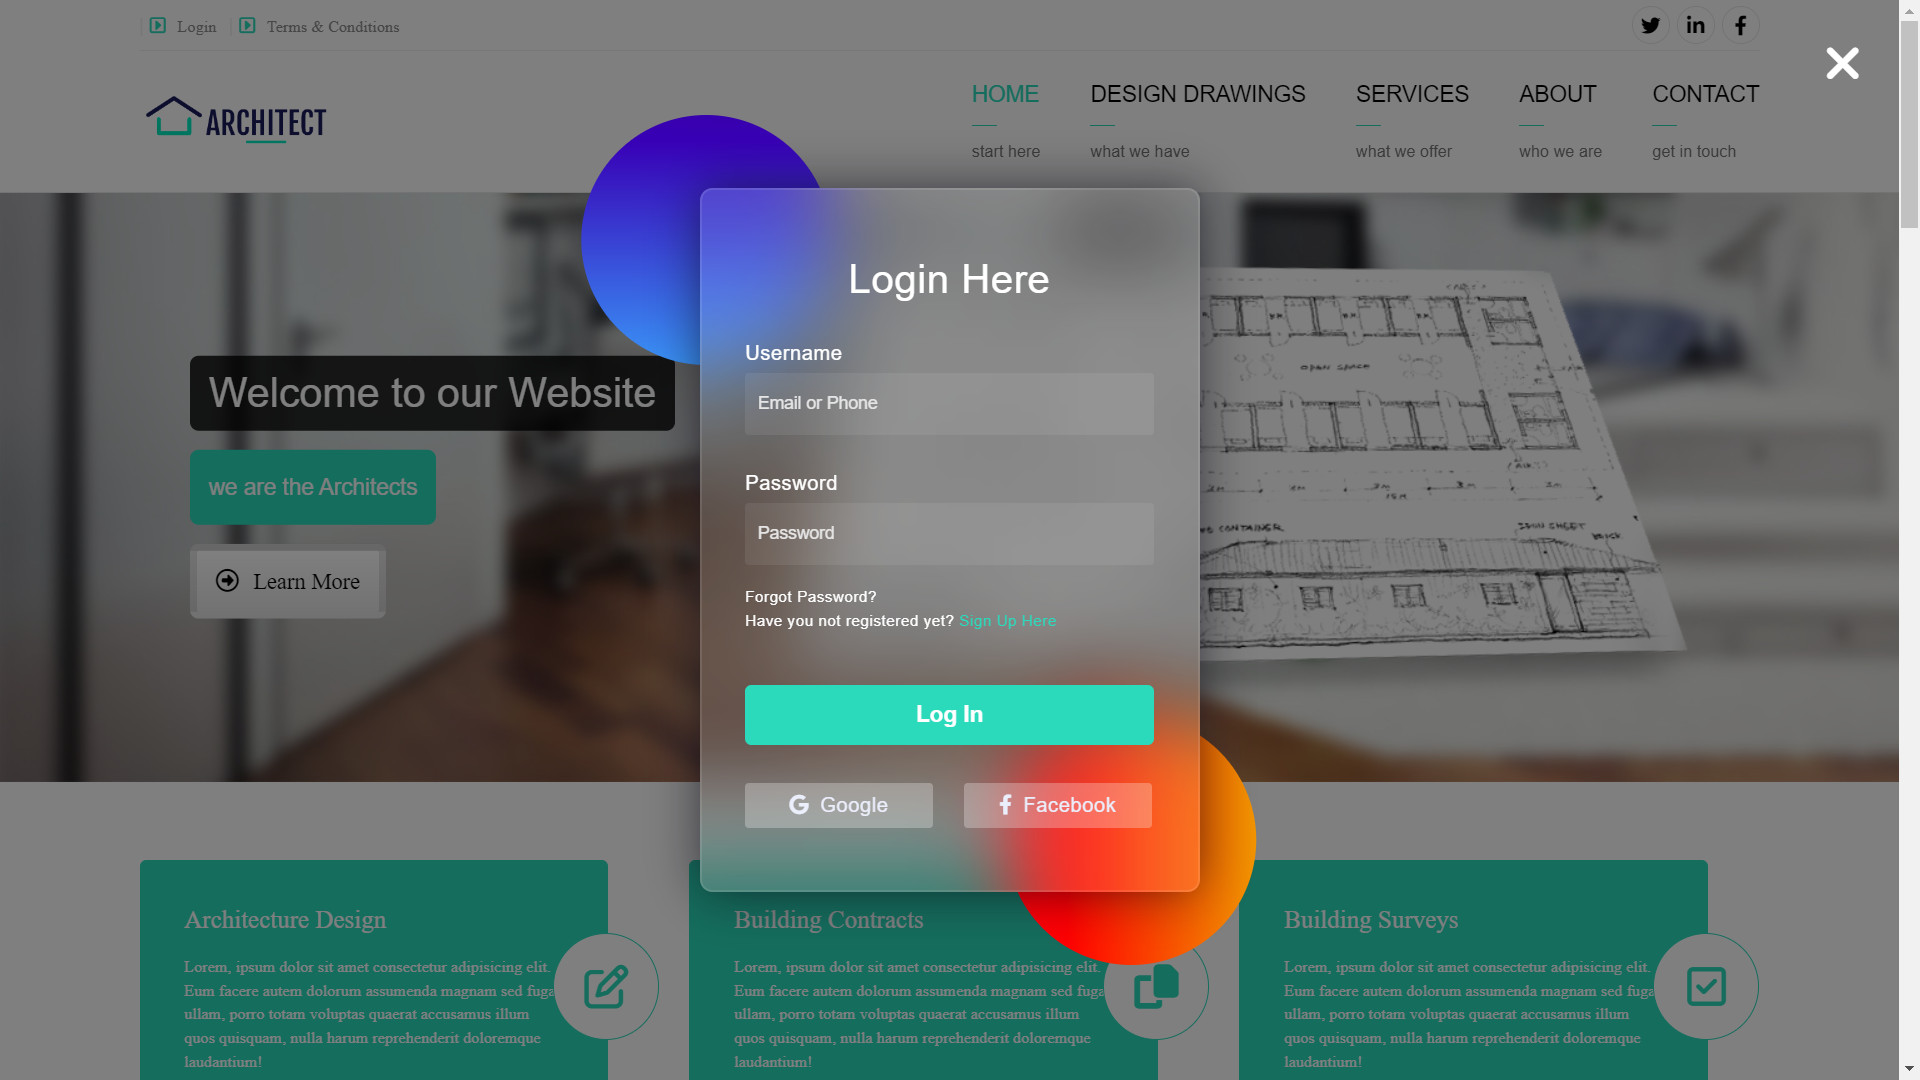 Login
Terms & Conditions
ARCHITECT
HOME
start here
DESIGN DRAWINGS
what we have
SERVICES
what we offer
ABOUT
who we are
CONTACT
get in touch
Welcome to our Website
we are the Architects
Learn More
Login Here
Username
Email or Phone
Password
Password
Forgot Password?
Have you not registered yet? Sign Up Here
Log In
Google
Facebook
OPEN SPACE
CONTAINER
Architecture Design
Lorem, ipsum dolor sit amet consectetur adipisicing elit.
Eum facere autem dolorum assumenda magnam sed fuga
ullam, porro totam voluptas quaerat accusamus illum
quos quisquam, nulla harum reprehenderit doloremque
laudantium!
Building Contracts
Lorem, ipsum dolor sit amet consectetur adipisicing elit.
Eum facere autem dolorum assumenda magnam sed fuga
ullam, porro totam voluptas quaerat accusamus illum
quos quisquam, nulla harum reprehenderit doloremque
laudantium!
Building Surveys
Lorem, ipsum dolor sit amet consectetur adipisicing elit.
Eum facere autem dolorum assumenda magnam sed fuga
ullam, porro totam voluptas quaerat accusamus illum
quos quisquam, nulla harum reprehenderit doloremque
laudantium!